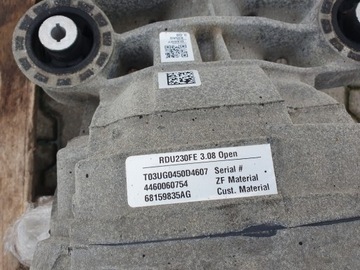 RDU230FE 3.08 Open
T03UG0450D4607 Serial #
4460060754 ZF Material
68159835AG Cust. Material